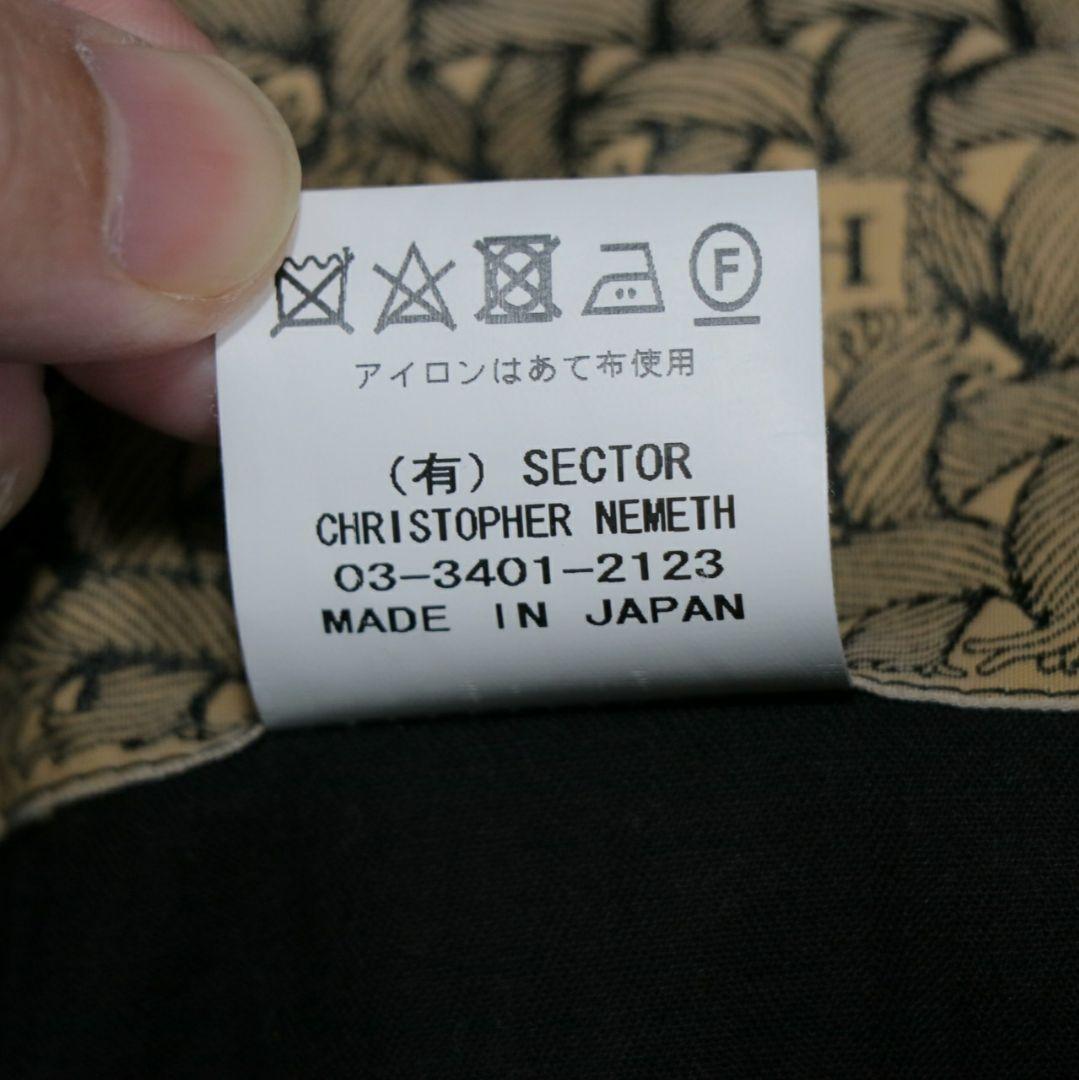 F
アイロンはあて布使用
(有) SECTOR
CHRISTOPHER NEMETH
03-3401-2123
MADE IN JAPAN
H